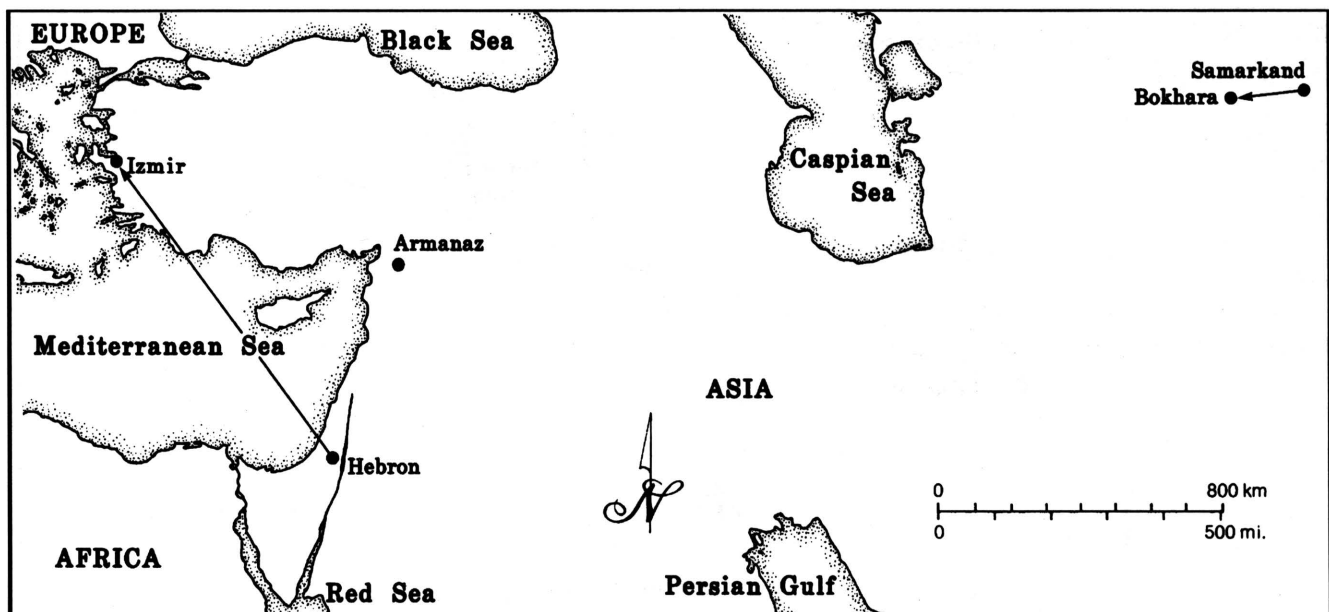 EUROPE
Black Sea
Samarkand
Bokhara
Izmir
Caspian
Sea
Armanaz
Mediterranean Sea
ASIA
Hebron
N
0 800 km
0 500 mi.
AFRICA
Red Sea
Persian Gulf